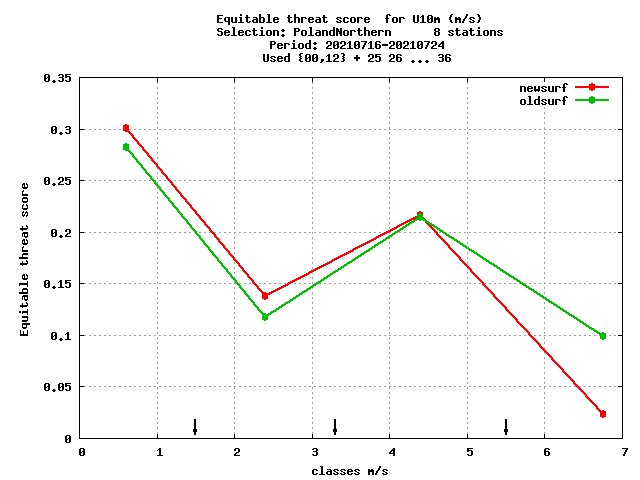 Equitable threat score  for U10m (m/s)
Selection: PolandNorthern      8 stations
Period: 20210716-20210724
Used {00,12} + 25 26 ... 36
newsurf
oldsurf
0.35
0.3
0.25
0.2
0.15
0.1
0.05
0
Equitable threat score
0 1 2 3 4 5 6 7
classes m/s